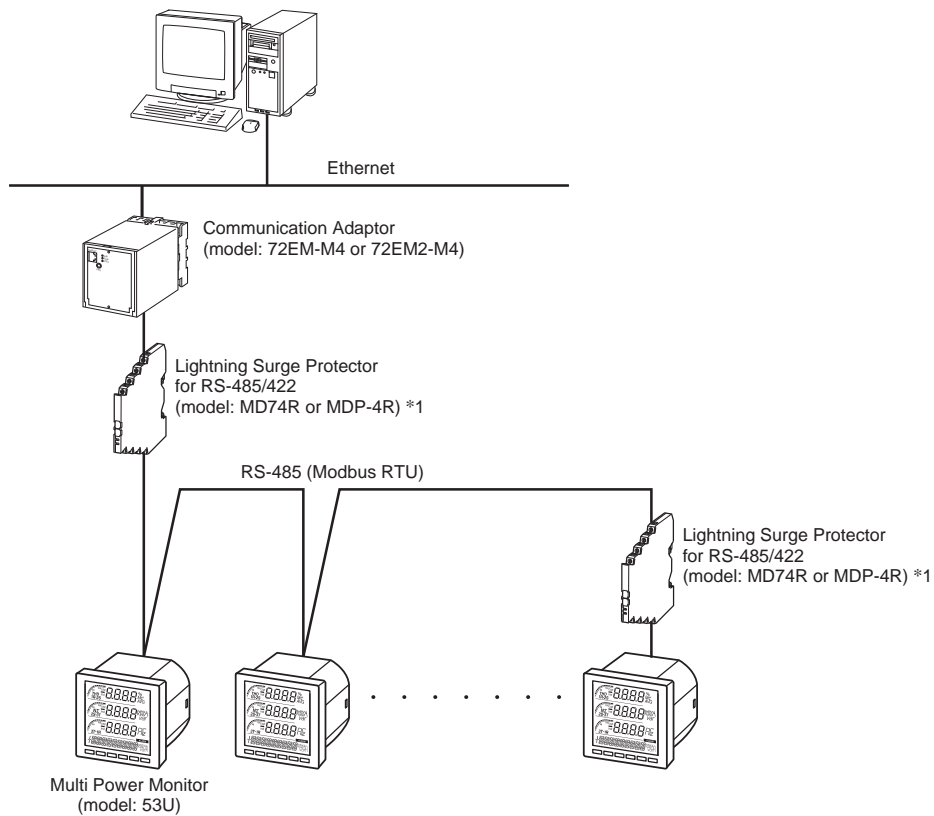 Ethernet
Communication Adaptor
(model: 72EM-M4 or 72EM2-M4)
Lightning Surge Protector
for RS-485/422
(model: MD74R or MDP-4R) *1
RS-485 (Modbus RTU)
Lightning Surge Protector
for RS-485/422
(model: MD74R or MDP-4R) *1
Multi Power Monitor
(model: 53U)